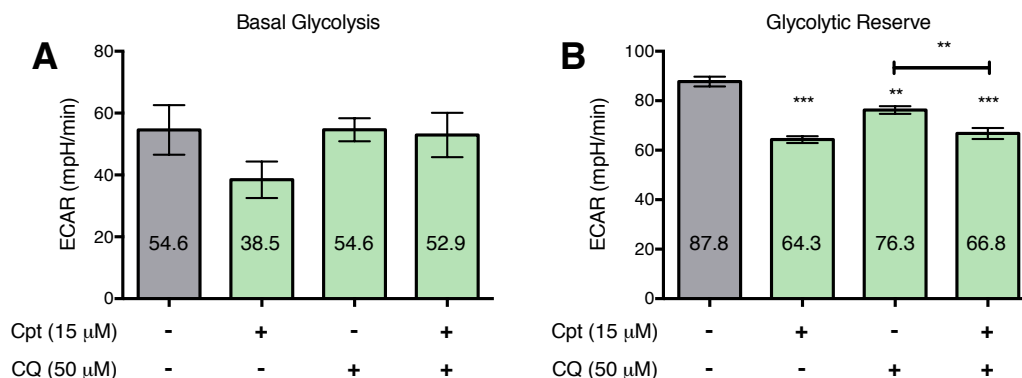 Basal Glycolysis
A
ECAR (mpH/min)
80
60
40
20
0
54.6 38.5 54.6 52.9
Cpt (15 μM) - + - +
CQ (50 μM) - - + +
Glycolytic Reserve
B
ECAR (mpH/min)
100
80
60
40
20
0
**
*** ** ***
87.8 64.3 76.3 66.8
Cpt (15 μM) - + - +
CQ (50 μM) - - + +